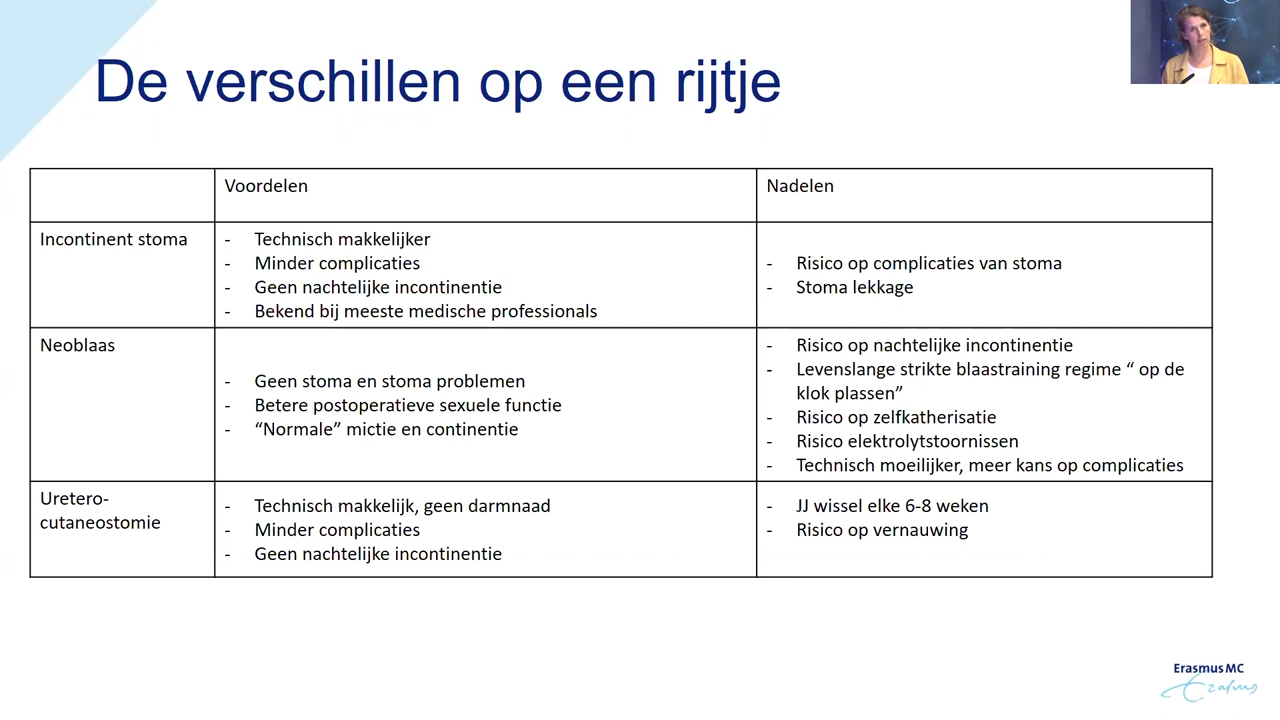 De verschillen op een rijtje
Voordelen
Nadelen
Incontinent stoma
- Technisch makkelijker
- Minder complicaties
- Geen nachtelijke incontinentie
- Bekend bij meeste medische professionals
- Risico op complicaties van stoma
- Stoma lekkage
Neoblaas
- Geen stoma en stoma problemen
- Betere postoperatieve sexuele functie
- “Normale” mictie en continentie
- Risico op nachtelijke incontinentie
- Levenslange strikte blaastraining regime “ op de
klok plassen”
- Risico op zelfkatherisatie
- Risico elektrolytstoornissen
- Technisch moeilijker, meer kans op complicaties
Uretero-
cutaneostomie
- Technisch makkelijk, geen darmnaad
- Minder complicaties
- Geen nachtelijke incontinentie
- JJ wissel elke 6-8 weken
- Risico op vernauwing
Erasmus MC
Erasmus